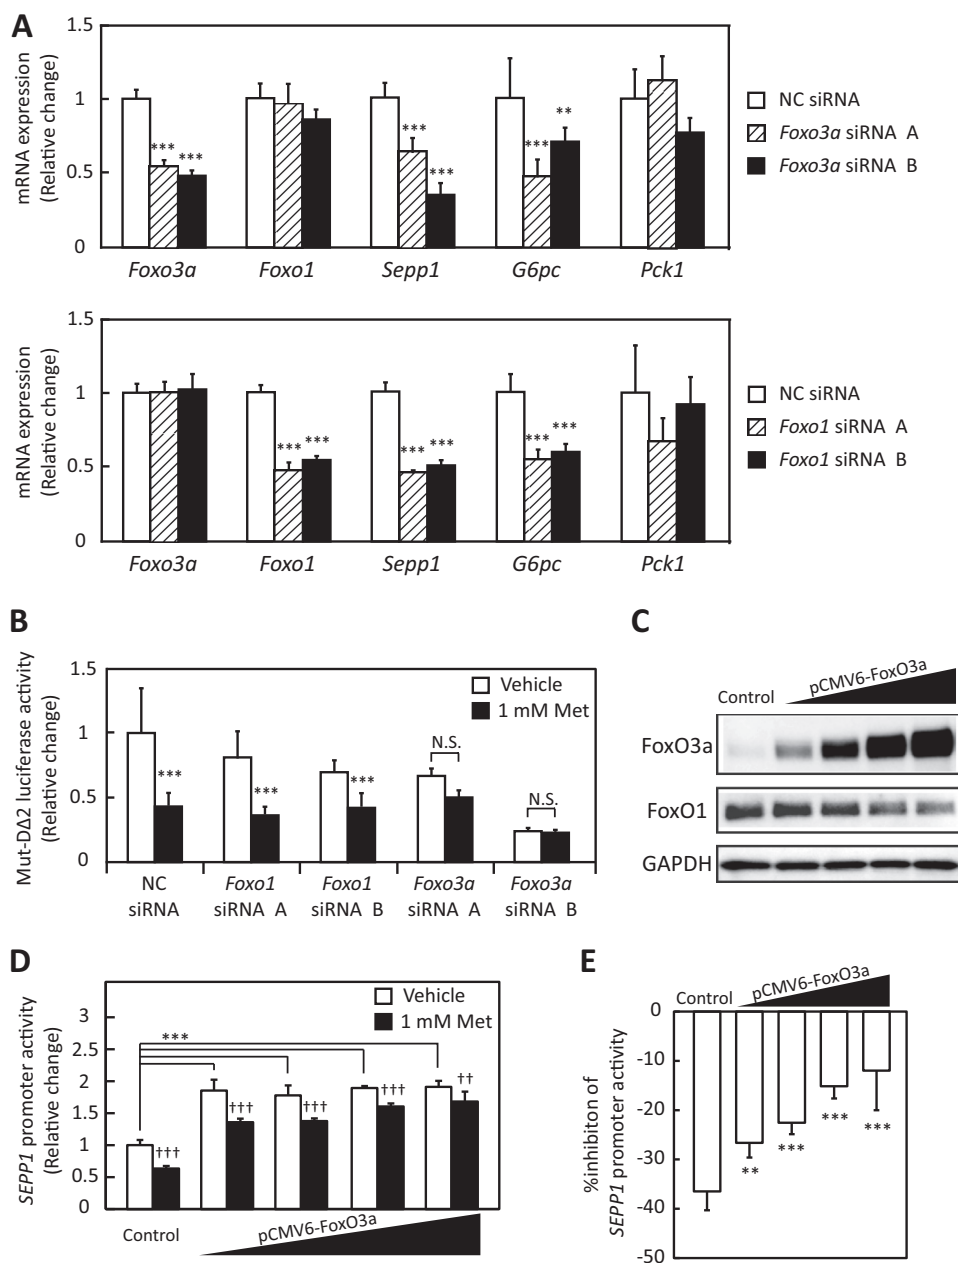 A
mRNA expression
(Relative change)
1.5
1
0.5
0
*** ***
***
***
***
**
Foxo3a Foxo1 Sepp1 G6pc Pck1
NC siRNA
Foxo3a siRNA A
Foxo3a siRNA B
mRNA expression
(Relative change)
1.5
1
0.5
0
*** ***
*** ***
*** ***
Foxo3a Foxo1 Sepp1 G6pc Pck1
NC siRNA
Foxo1 siRNA A
Foxo1 siRNA B
B
Mut-DΔ2 luciferase activity
(Relative change)
1.5
1
0.5
0
Vehicle
1 mM Met
***
***
***
N.S.
N.S.
NC Foxo1 Foxo1 Foxo3a Foxo3a
siRNA siRNA A siRNA B siRNA A siRNA B
C
Control pCMV6-FoxO3a
FoxO3a
FoxO1
GAPDH
D
SEPP1 promoter activity
(Relative change)
3
2.5
2
1.5
1
0.5
0
Vehicle
1 mM Met
***
††† ††† ††† ††† ††
Control pCMV6-FoxO3a
E
Control pCMV6-FoxO3a
%inhibiton of
SEPP1 promoter activity
0
-10
-20
-30
-40
-50
** *** *** ***